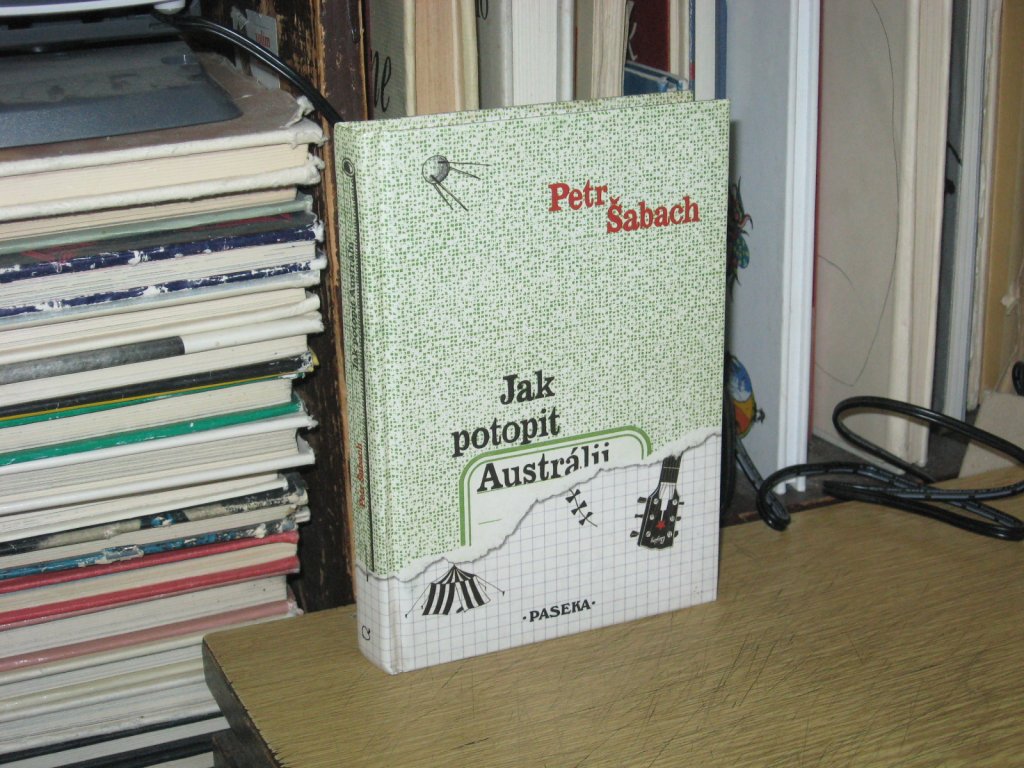 Petr
Šabach
Jak
potopit
Austrálii
·PASEKA·